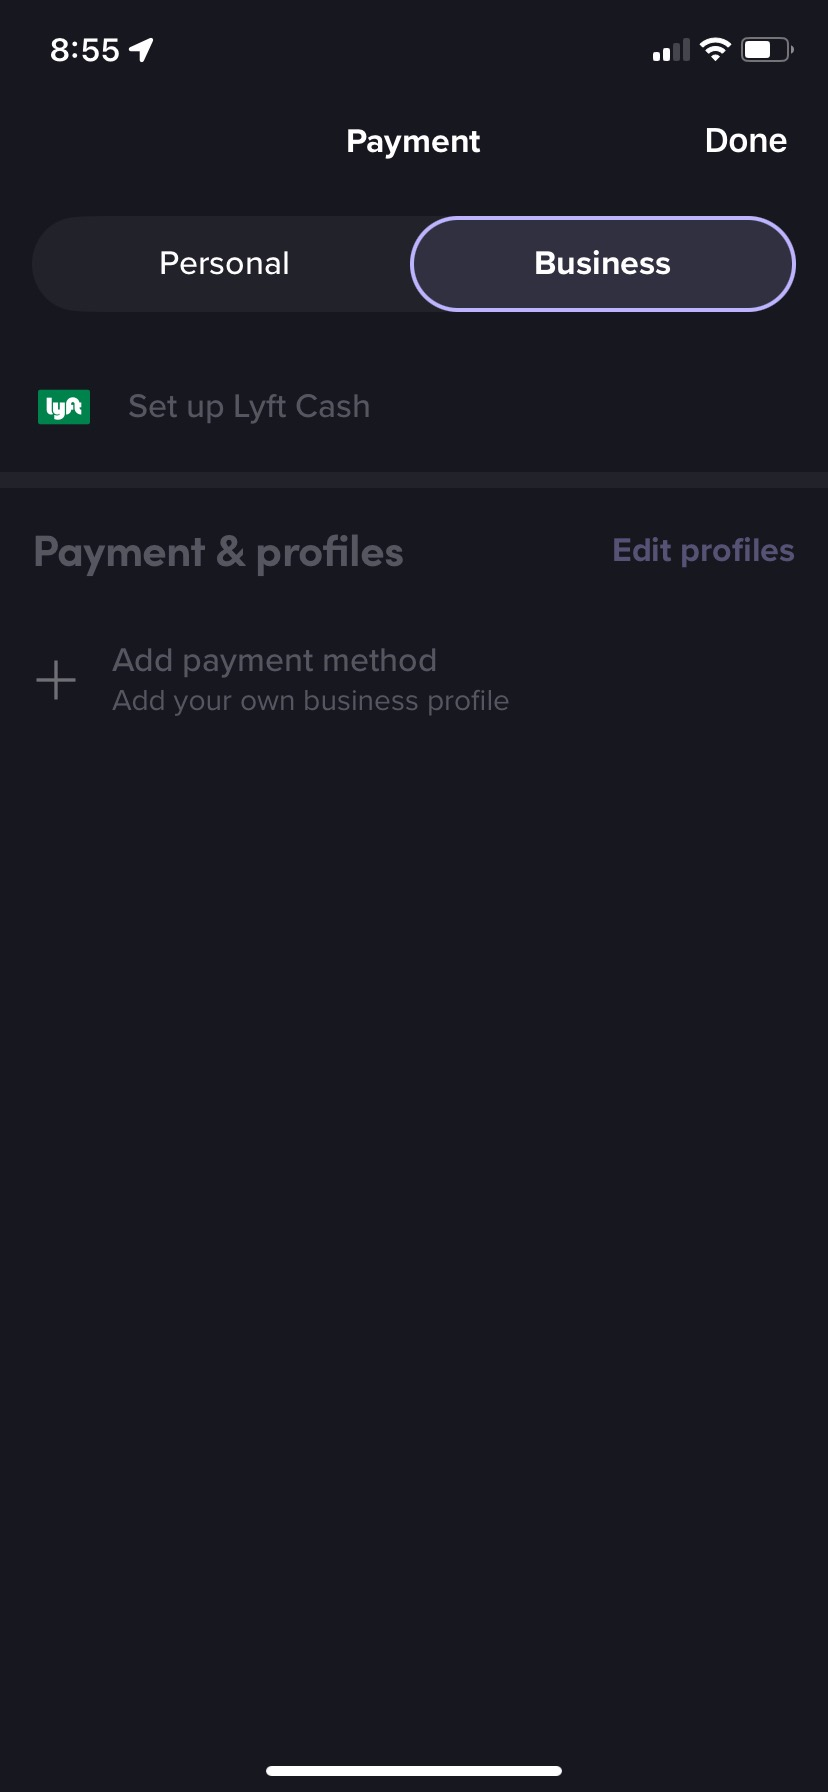 8:55
Payment
Done
Personal
Business
lyft
Set up Lyft Cash
Payment & profiles
Edit profiles
Add payment method
Add your own business profile